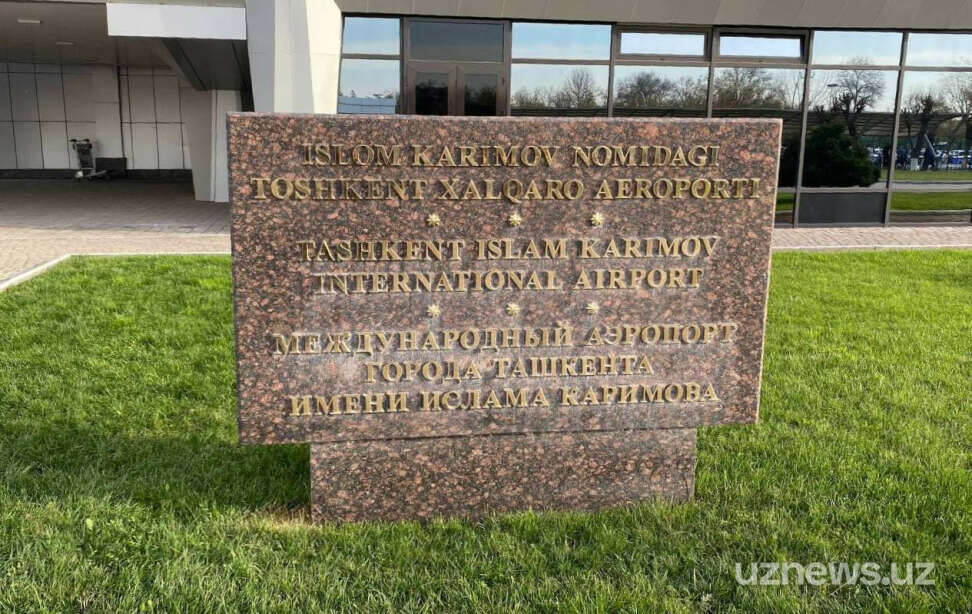 ISLOM KARIMOV NOMIDAGI
TOSHKENT XALQARO AEROPORTI
TASHKENT ISLAM KARIMOV
INTERNATIONAL AIRPORT
МЕЖДУНАРОДНЫЙ АЭРОПОРТ
ГОРОДА ТАШКЕНТА
ИМЕНИ ИСЛАМА КАРИМОВА
uznews.uz